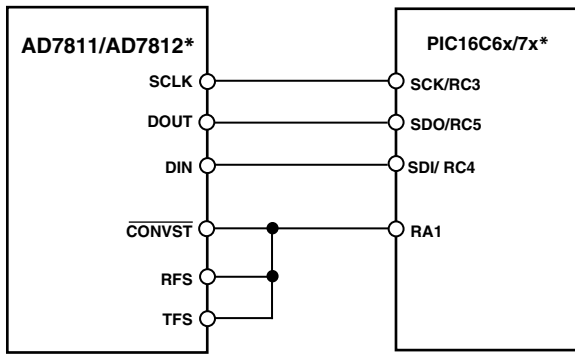 AD7811/AD7812*
PIC16C6x/7x*
SCLK
SCK/RC3
DOUT
SDO/RC5
DIN
SDI/ RC4
CONVST
RA1
RFS
TFS